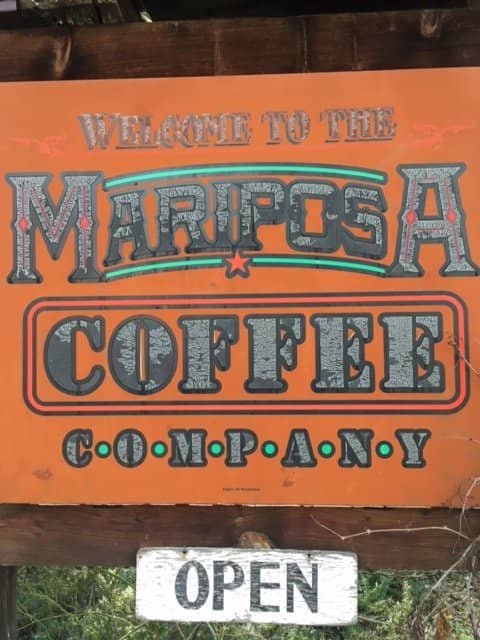 WELCOME TO THE
MARIPOSA
COFFEE
C•O•M•P•A•N•Y
OPEN